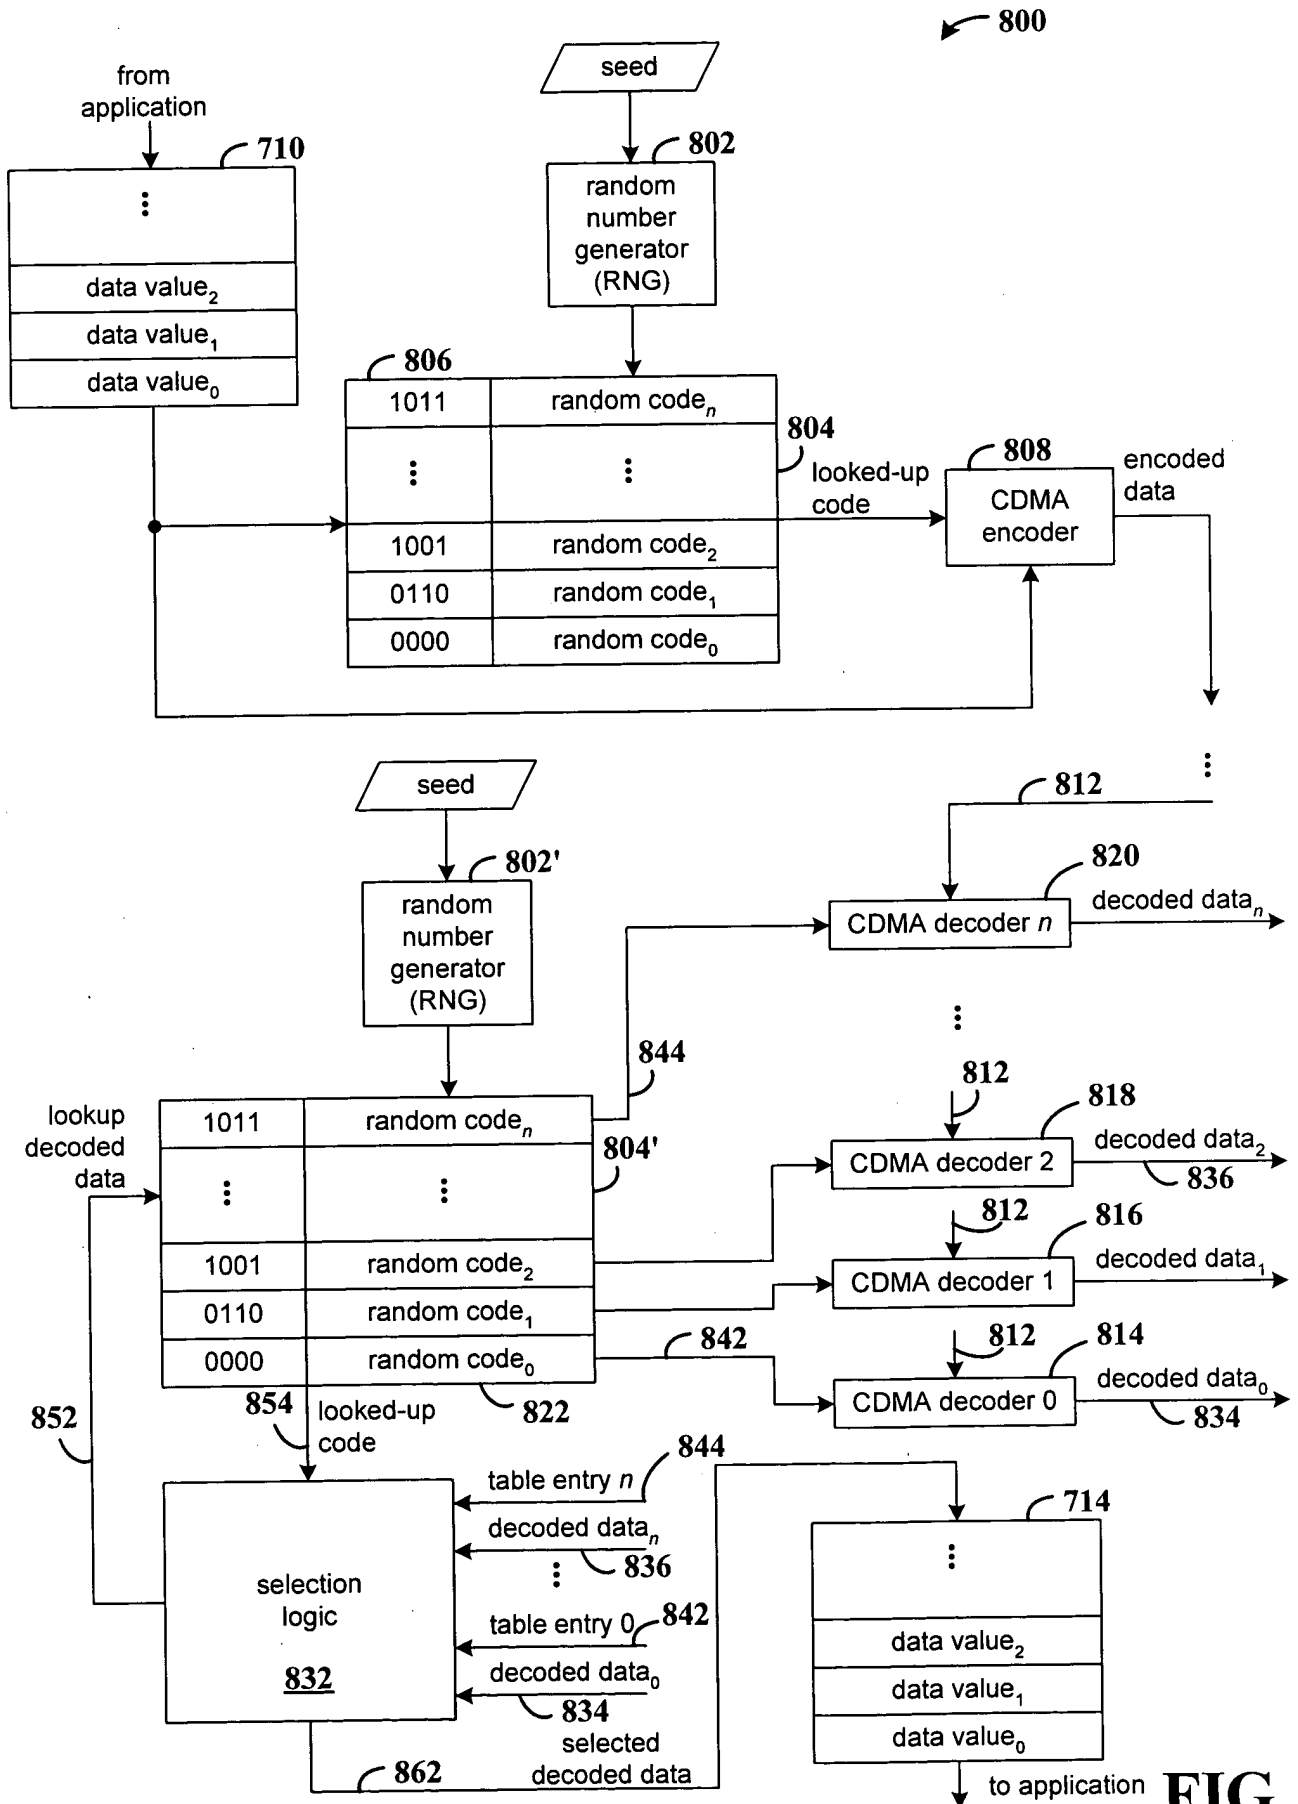 800
seed
from
application
710
802
random
number
generator
(RNG)
data value2
data value1
data value0
806
1011 random coden
804
looked-up
code
808
CDMA
encoder
encoded
data
1001 random code2
0110 random code1
0000 random code0
seed
812
802'
random
number
generator
(RNG)
820
CDMA decoder n
decoded datan
844
lookup
decoded
data
1011 random coden
804'
812
818
CDMA decoder 2
decoded data2
836
812
816
CDMA decoder 1
decoded data1
1001 random code2
0110 random code1
0000 random code0
842
812
814
CDMA decoder 0
decoded data0
834
822
852
854
looked-up
code
844
table entry n
decoded datan
836
selection
logic
832
table entry 0
842
decoded data0
834
selected
decoded data
862
714
data value2
data value1
data value0
to application
FIG